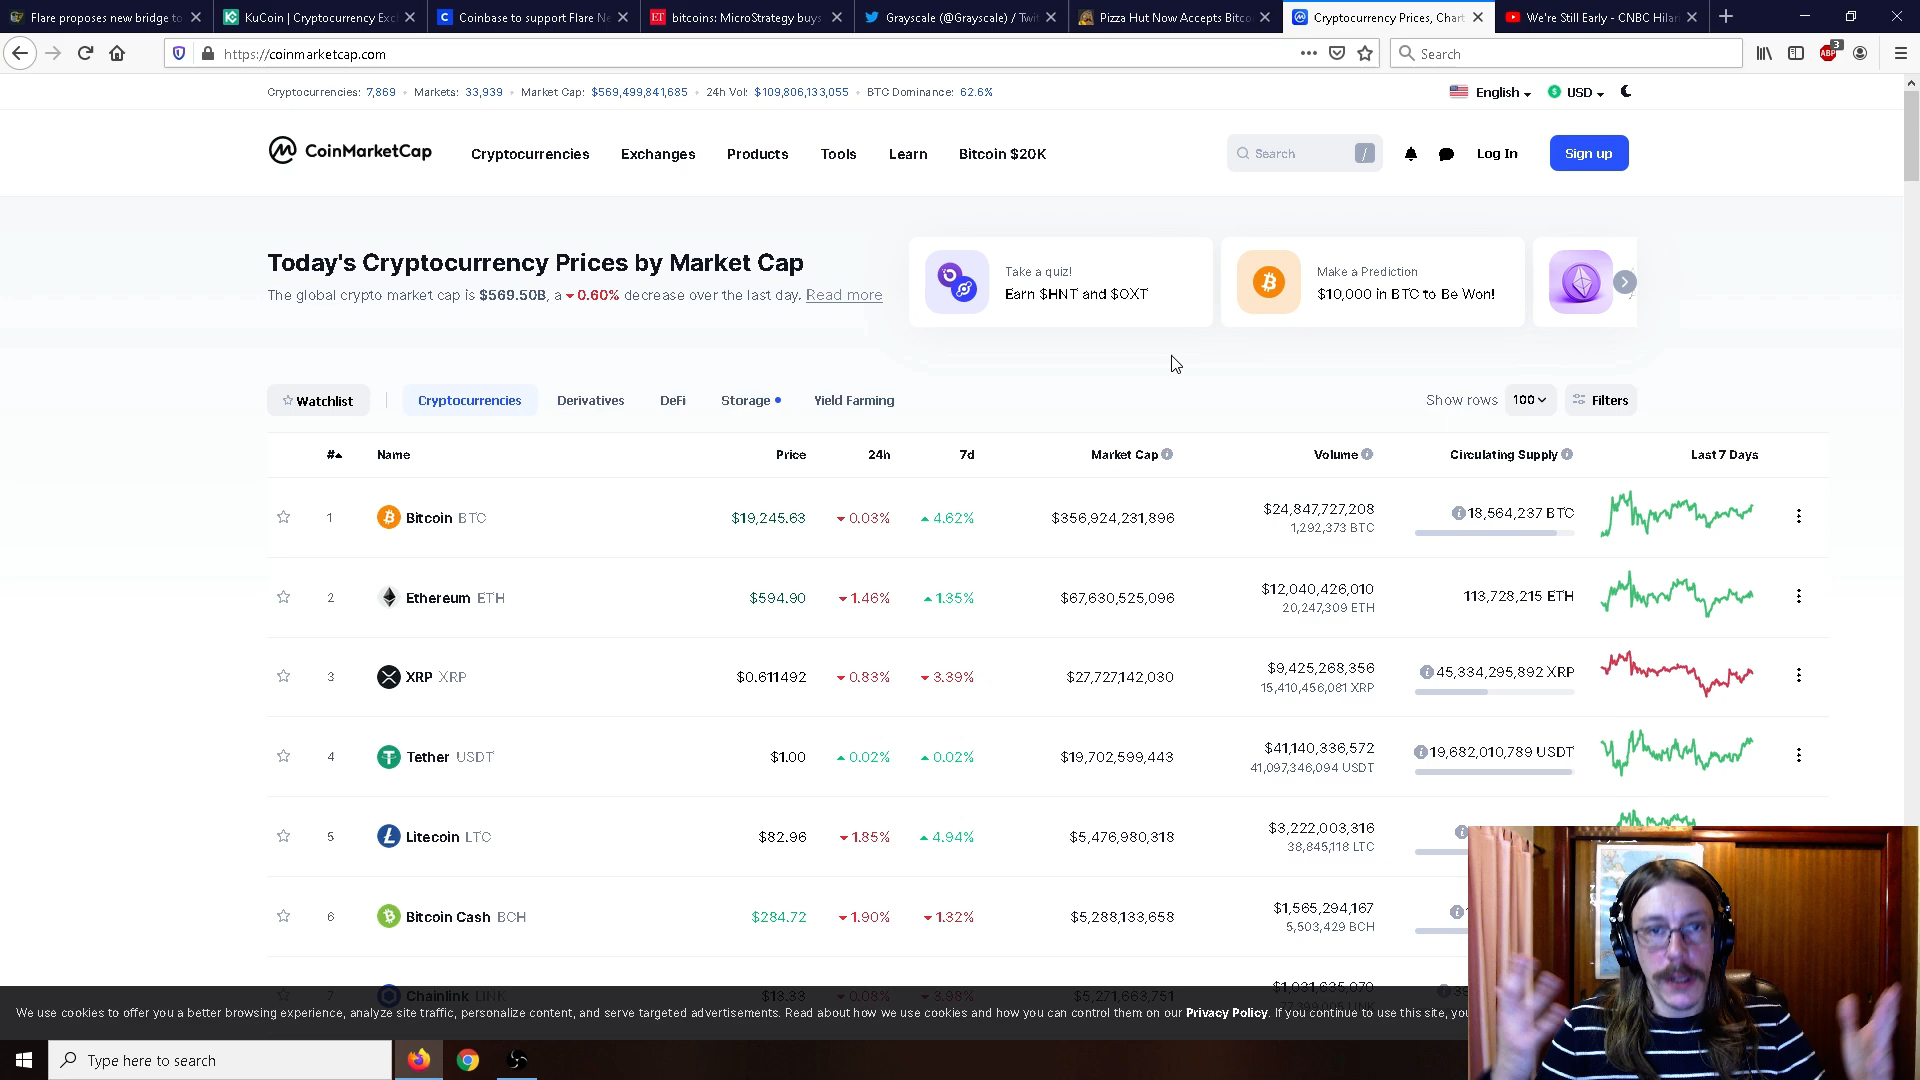 Flare proposes new bridge to
KuCoin | Cryptocurrency Exc
Coinbase to support Flare Ne
bitcoins: MicroStrategy buys
Grayscale (@Grayscale) / Twi
Pizza Hut Now Accepts Bitco
Cryptocurrency Prices, Chart
We're Still Early - CNBC Hilar
https://coinmarketcap.com
Search
ABP
3
Cryptocurrencies: 7,869 • Markets: 33,939 • Market Cap: $569,499,841,685 • 24h Vol: $109,806,133,055 • BTC Dominance: 62.6%
English
USD
CoinMarketCap
Cryptocurrencies Exchanges Products Tools Learn Bitcoin $20K
Search /
Log In
Sign up
Today's Cryptocurrency Prices by Market Cap
The global crypto market cap is $569.50B, a 0.60% decrease over the last day. Read more
Take a quiz!
Earn $HNT and $OXT
Make a Prediction
$10,000 in BTC to Be Won!
Watchlist
Cryptocurrencies Derivatives DeFi Storage Yield Farming
Show rows 100 Filters
# Name Price 24h 7d Market Cap Volume Circulating Supply Last 7 Days
1 Bitcoin BTC $19,245.63 0.03% 4.62% $356,924,231,896 $24,847,727,208 18,564,237 BTC
1,292,373 BTC
2 Ethereum ETH $594.90 1.46% 1.35% $67,630,525,096 $12,040,426,010 113,728,215 ETH
20,247,309 ETH
3 XRP XRP $0.611492 0.83% 3.39% $27,727,142,030 $9,425,268,356 45,334,295,892 XRP
15,410,456,081 XRP
4 Tether USDT $1.00 0.02% 0.02% $19,702,599,443 $41,140,336,572 19,682,010,789 USDT
41,097,346,094 USDT
5 Litecoin LTC $82.96 1.85% 4.94% $5,476,980,318 $3,222,003,316
38,845,118 LTC
6 Bitcoin Cash BCH $284.72 1.90% 1.32% $5,288,133,658 $1,565,294,167
5,503,429 BCH
7 Chainlink LINK $13.33 0.08% 3.98% $5,271,663,751
We use cookies to offer you a better browsing experience, analyze site traffic, personalize content, and serve targeted advertisements. Read about how we use cookies and how you can control them on our Privacy Policy. If you continue to use this site, you
Type here to search